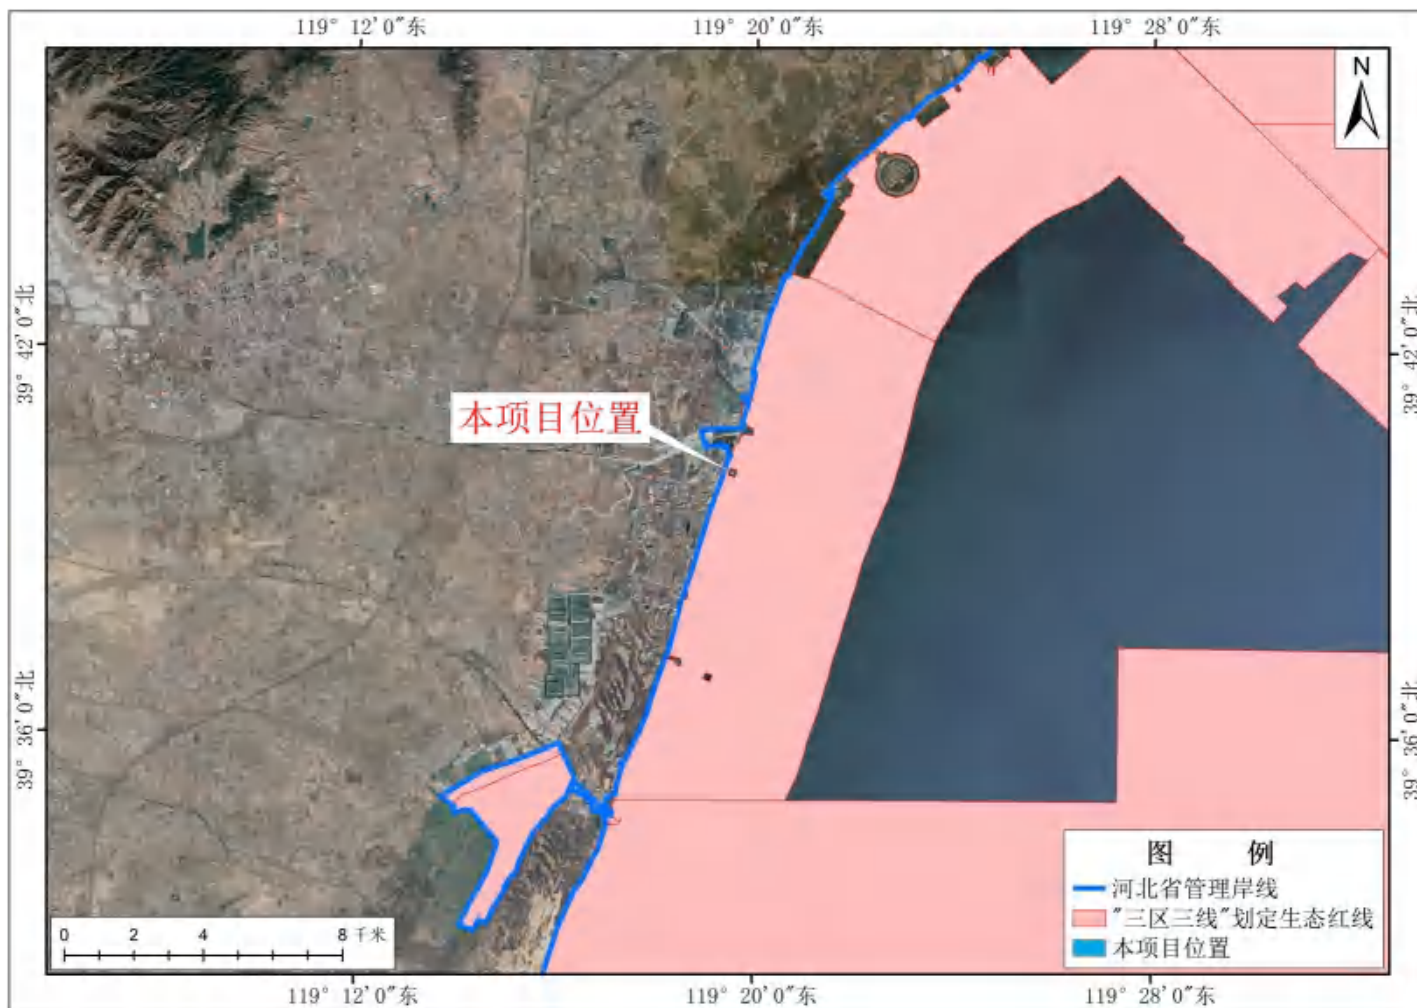 119° 12′0″东
119° 20′0″东
119° 28′0″东
N
39° 42′0″北
39° 42′0″北
本项目位置
39° 36′0″北
39° 36′0″北
图 例
河北省管理岸线
"三区三线"划定生态红线
本项目位置
0 2 4 8 千米
119° 12′0″东
119° 20′0″东
119° 28′0″东